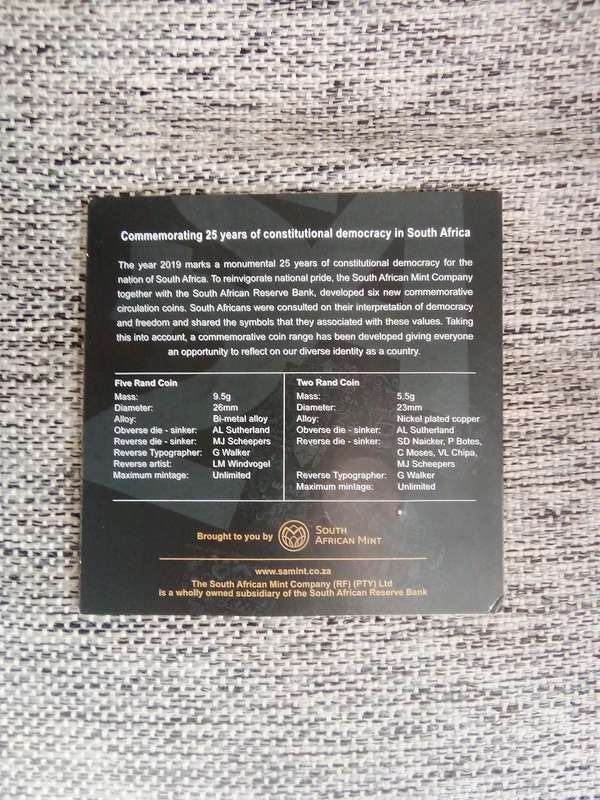 Commemorating 25 years of constitutional democracy in South Africa
The year 2019 marks a monumental 25 years of constitutional democracy for the
nation of South Africa. To reinvigorate national pride, the South African Mint Company
together with the South African Reserve Bank, developed six new commemorative
circulation coins. South Africans were consulted on their interpretation of democracy
and freedom and shared the symbols that they associated with these values. Taking
this into account, a commemorative coin range has been developed giving everyone
an opportunity to reflect on our diverse identity as a country.
Five Rand Coin
Mass: 9.5g
Diameter: 26mm
Alloy: Bi-metal alloy
Obverse die - sinker: AL Sutherland
Reverse die - sinker: MJ Scheepers
Reverse Typographer: G Walker
Reverse artist: LM Windvogel
Maximum mintage: Unlimited
Two Rand Coin
Mass: 5.5g
Diameter: 23mm
Alloy: Nickel plated copper
Obverse die - sinker: AL Sutherland
Reverse die - sinker: SD Naicker, P Botes,
C Moses, VL Chipa,
MJ Scheepers
Reverse Typographer: G Walker
Maximum mintage: Unlimited
Brought to you by
SOUTH
AFRICAN MINT
www.samint.co.za
The South African Mint Company (RF) (PTY) Ltd
is a wholly owned subsidiary of the South African Reserve Bank